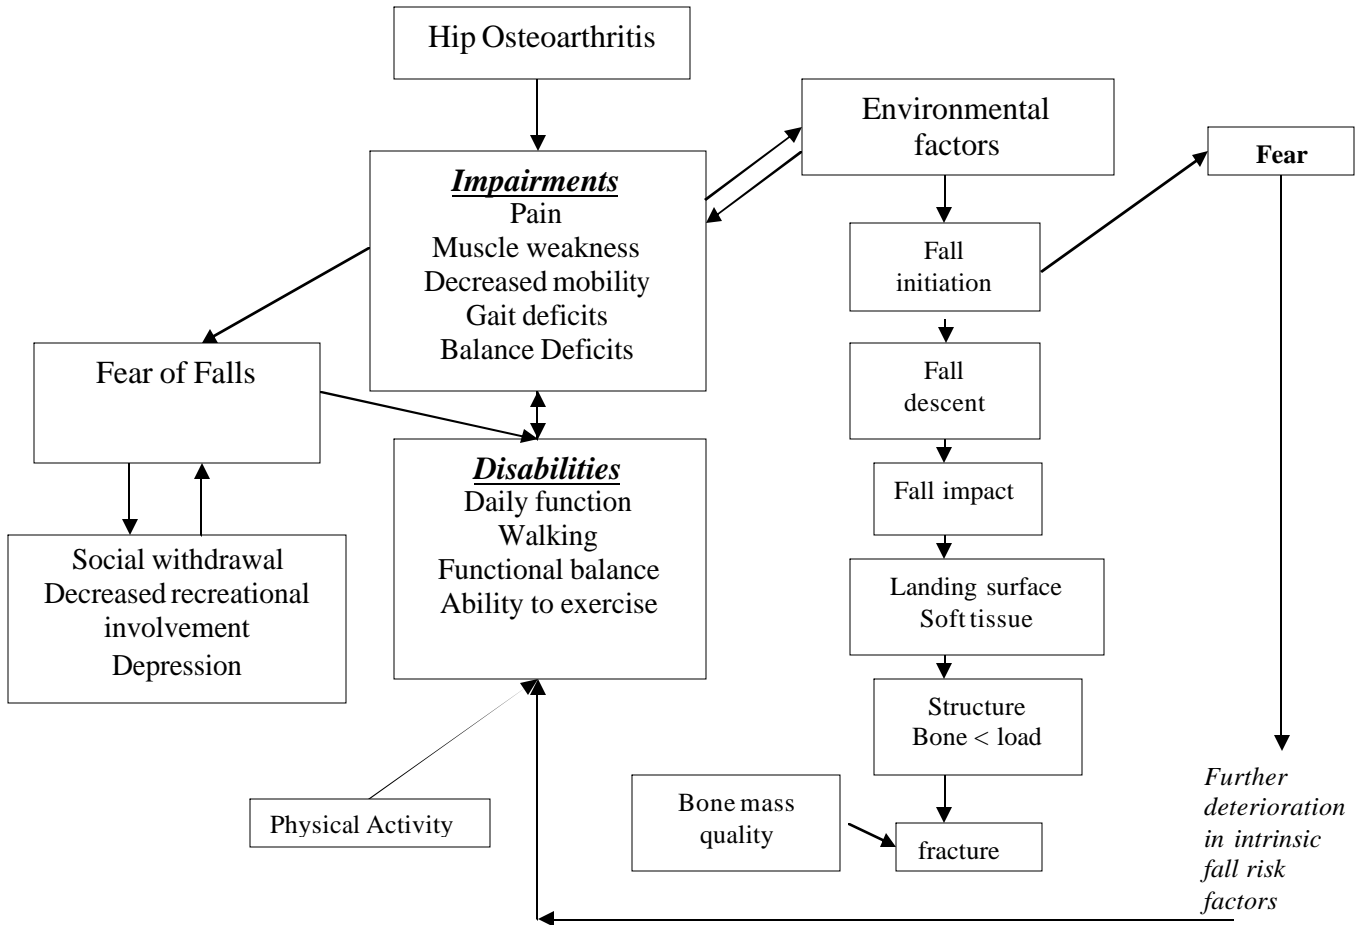 Hip Osteoarthritis
Environmental
factors
Fear
Impairments
Pain
Muscle weakness
Decreased mobility
Gait deficits
Balance Deficits
Fall
initiation
Fear of Falls
Fall
descent
Disabilities
Daily function
Walking
Functional balance
Ability to exercise
Fall impact
Social withdrawal
Decreased recreational
involvement
Depression
Landing surface
Soft tissue
Structure
Bone < load
Physical Activity
Bone mass
quality
fracture
Further
deterioration
in intrinsic
fall risk
factors